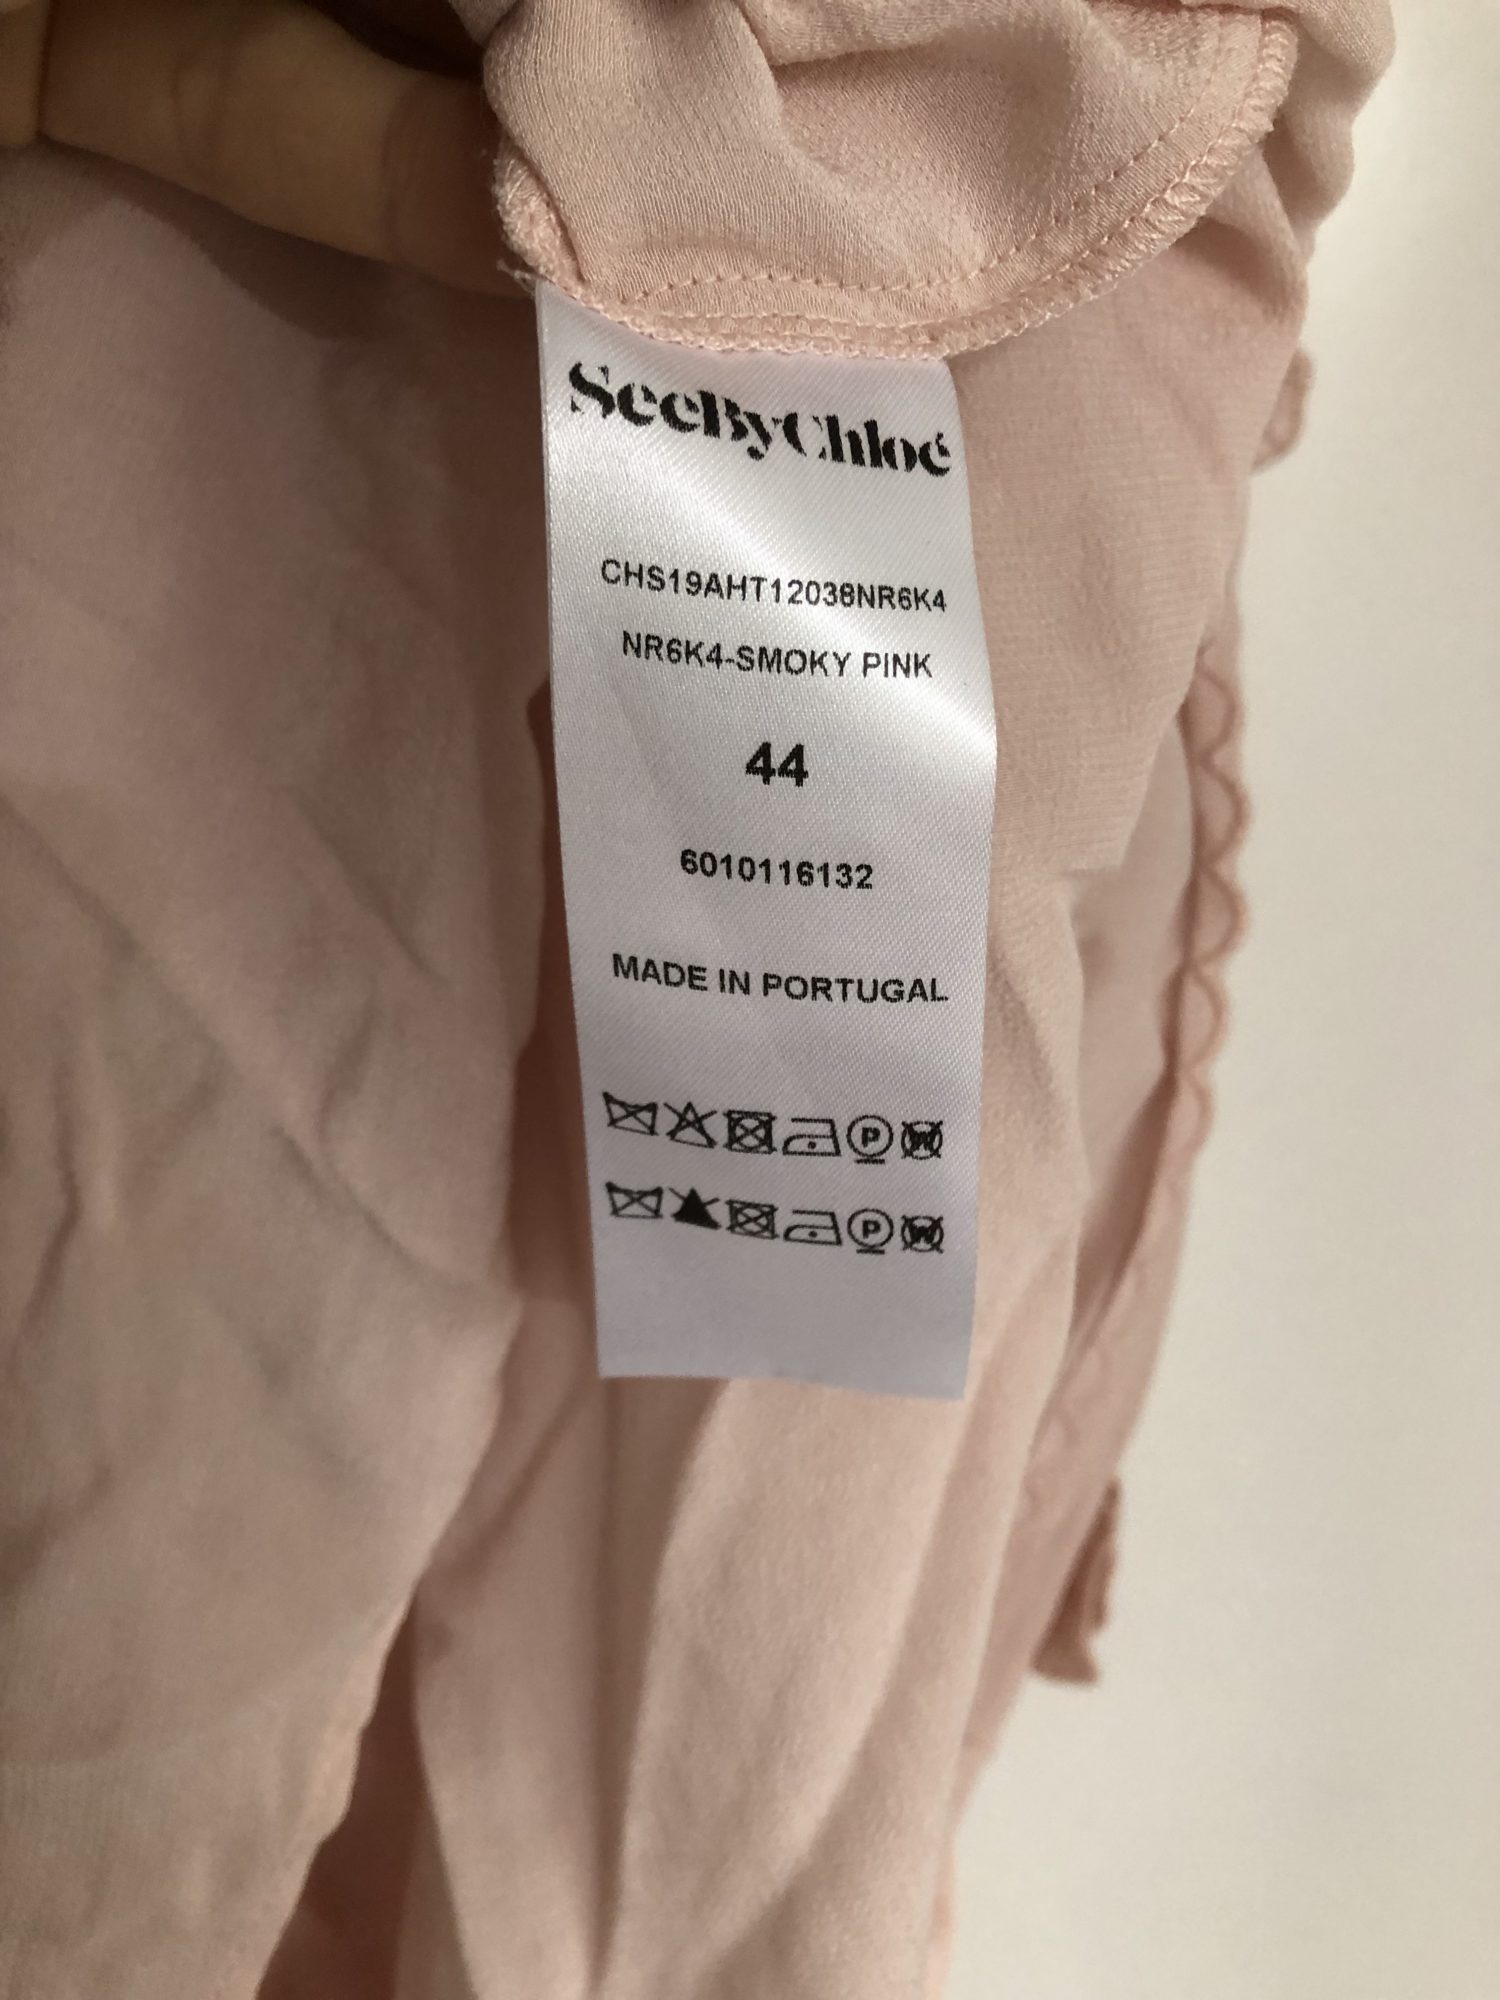 SeeByChloé
CHS19AHT12038NR6K4
NR6K4-SMOKY PINK
44
6010116132
MADE IN PORTUGAL
P W
P W